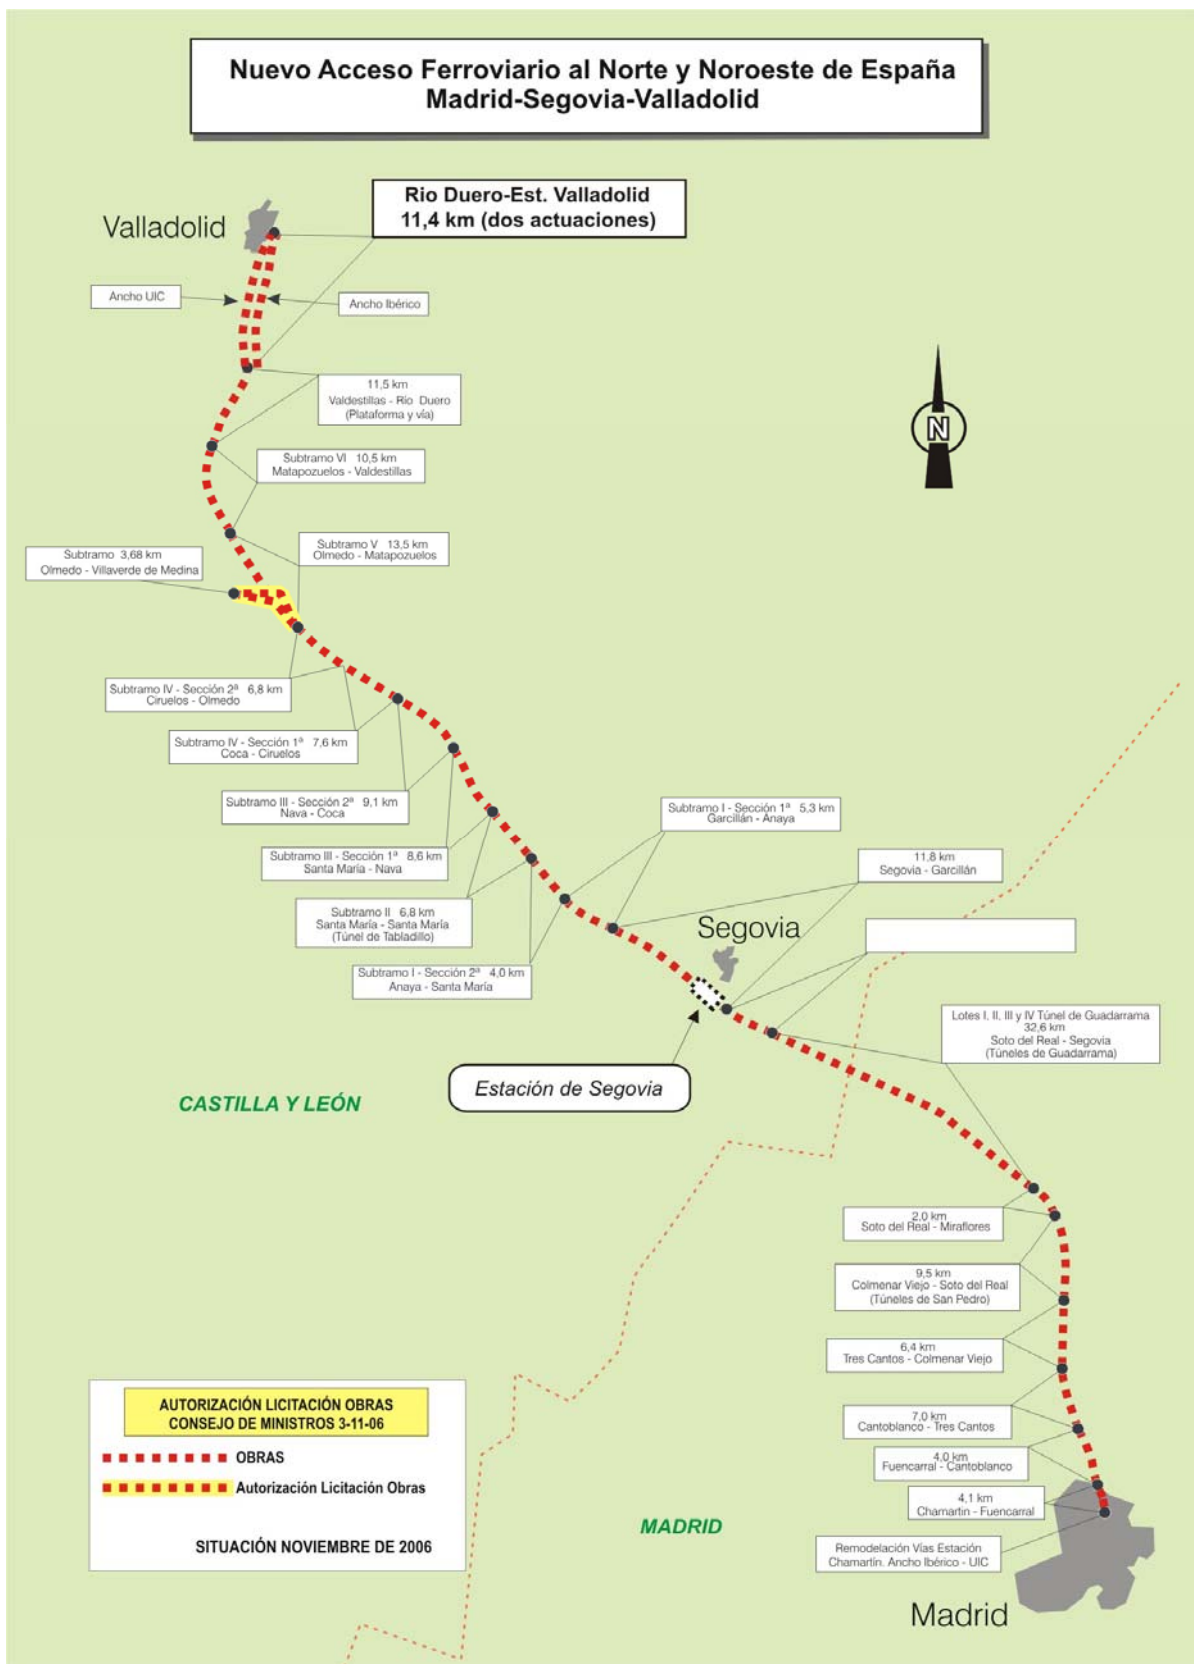 Nuevo Acceso Ferroviario al Norte y Noroeste de España
Madrid-Segovia-Valladolid
Rio Duero-Est. Valladolid
11,4 km (dos actuaciones)
Valladolid
Ancho UIC
Ancho Ibérico
11,5 km
Valdestillas - Río Duero
(Plataforma y vía)
N
Subtramo VI 10,5 km
Matapozuelos - Valdestillas
Subtramo V 13,5 km
Olmedo - Matapozuelos
Subtramo 3,68 km
Olmedo - Villaverde de Medina
Subtramo IV - Sección 2ª 6,8 km
Ciruelos - Olmedo
Subtramo IV - Sección 1ª 7,6 km
Coca - Ciruelos
Subtramo III - Sección 2ª 9,1 km
Nava - Coca
Subtramo III - Sección 1ª 8,6 km
Santa María - Nava
Subtramo II 6,8 km
Santa María - Santa María
(Túnel de Tabladillo)
Subtramo I - Sección 2ª 4,0 km
Anaya - Santa María
Subtramo I - Sección 1ª 5,3 km
Garcillán - Anaya
11,8 km
Segovia - Garcillán
Segovia
Lotes I, II, III y IV Túnel de Guadarrama
32,6 km
Soto del Real - Segovia
(Túneles de Guadarrama)
Estación de Segovia
CASTILLA Y LEÓN
2,0 km
Soto del Real - Miraflores
9,5 km
Colmenar Viejo - Soto del Real
(Túneles de San Pedro)
6,4 km
Tres Cantos - Colmenar Viejo
7,0 km
Cantoblanco - Tres Cantos
4,0 km
Fuencarral - Cantoblanco
4,1 km
Chamartin - Fuencarral
Remodelación Vías Estación
Chamartín. Ancho Ibérico - UIC
MADRID
Madrid
AUTORIZACIÓN LICITACIÓN OBRAS
CONSEJO DE MINISTROS 3-11-06
OBRAS
Autorización Licitación Obras
SITUACIÓN NOVIEMBRE DE 2006